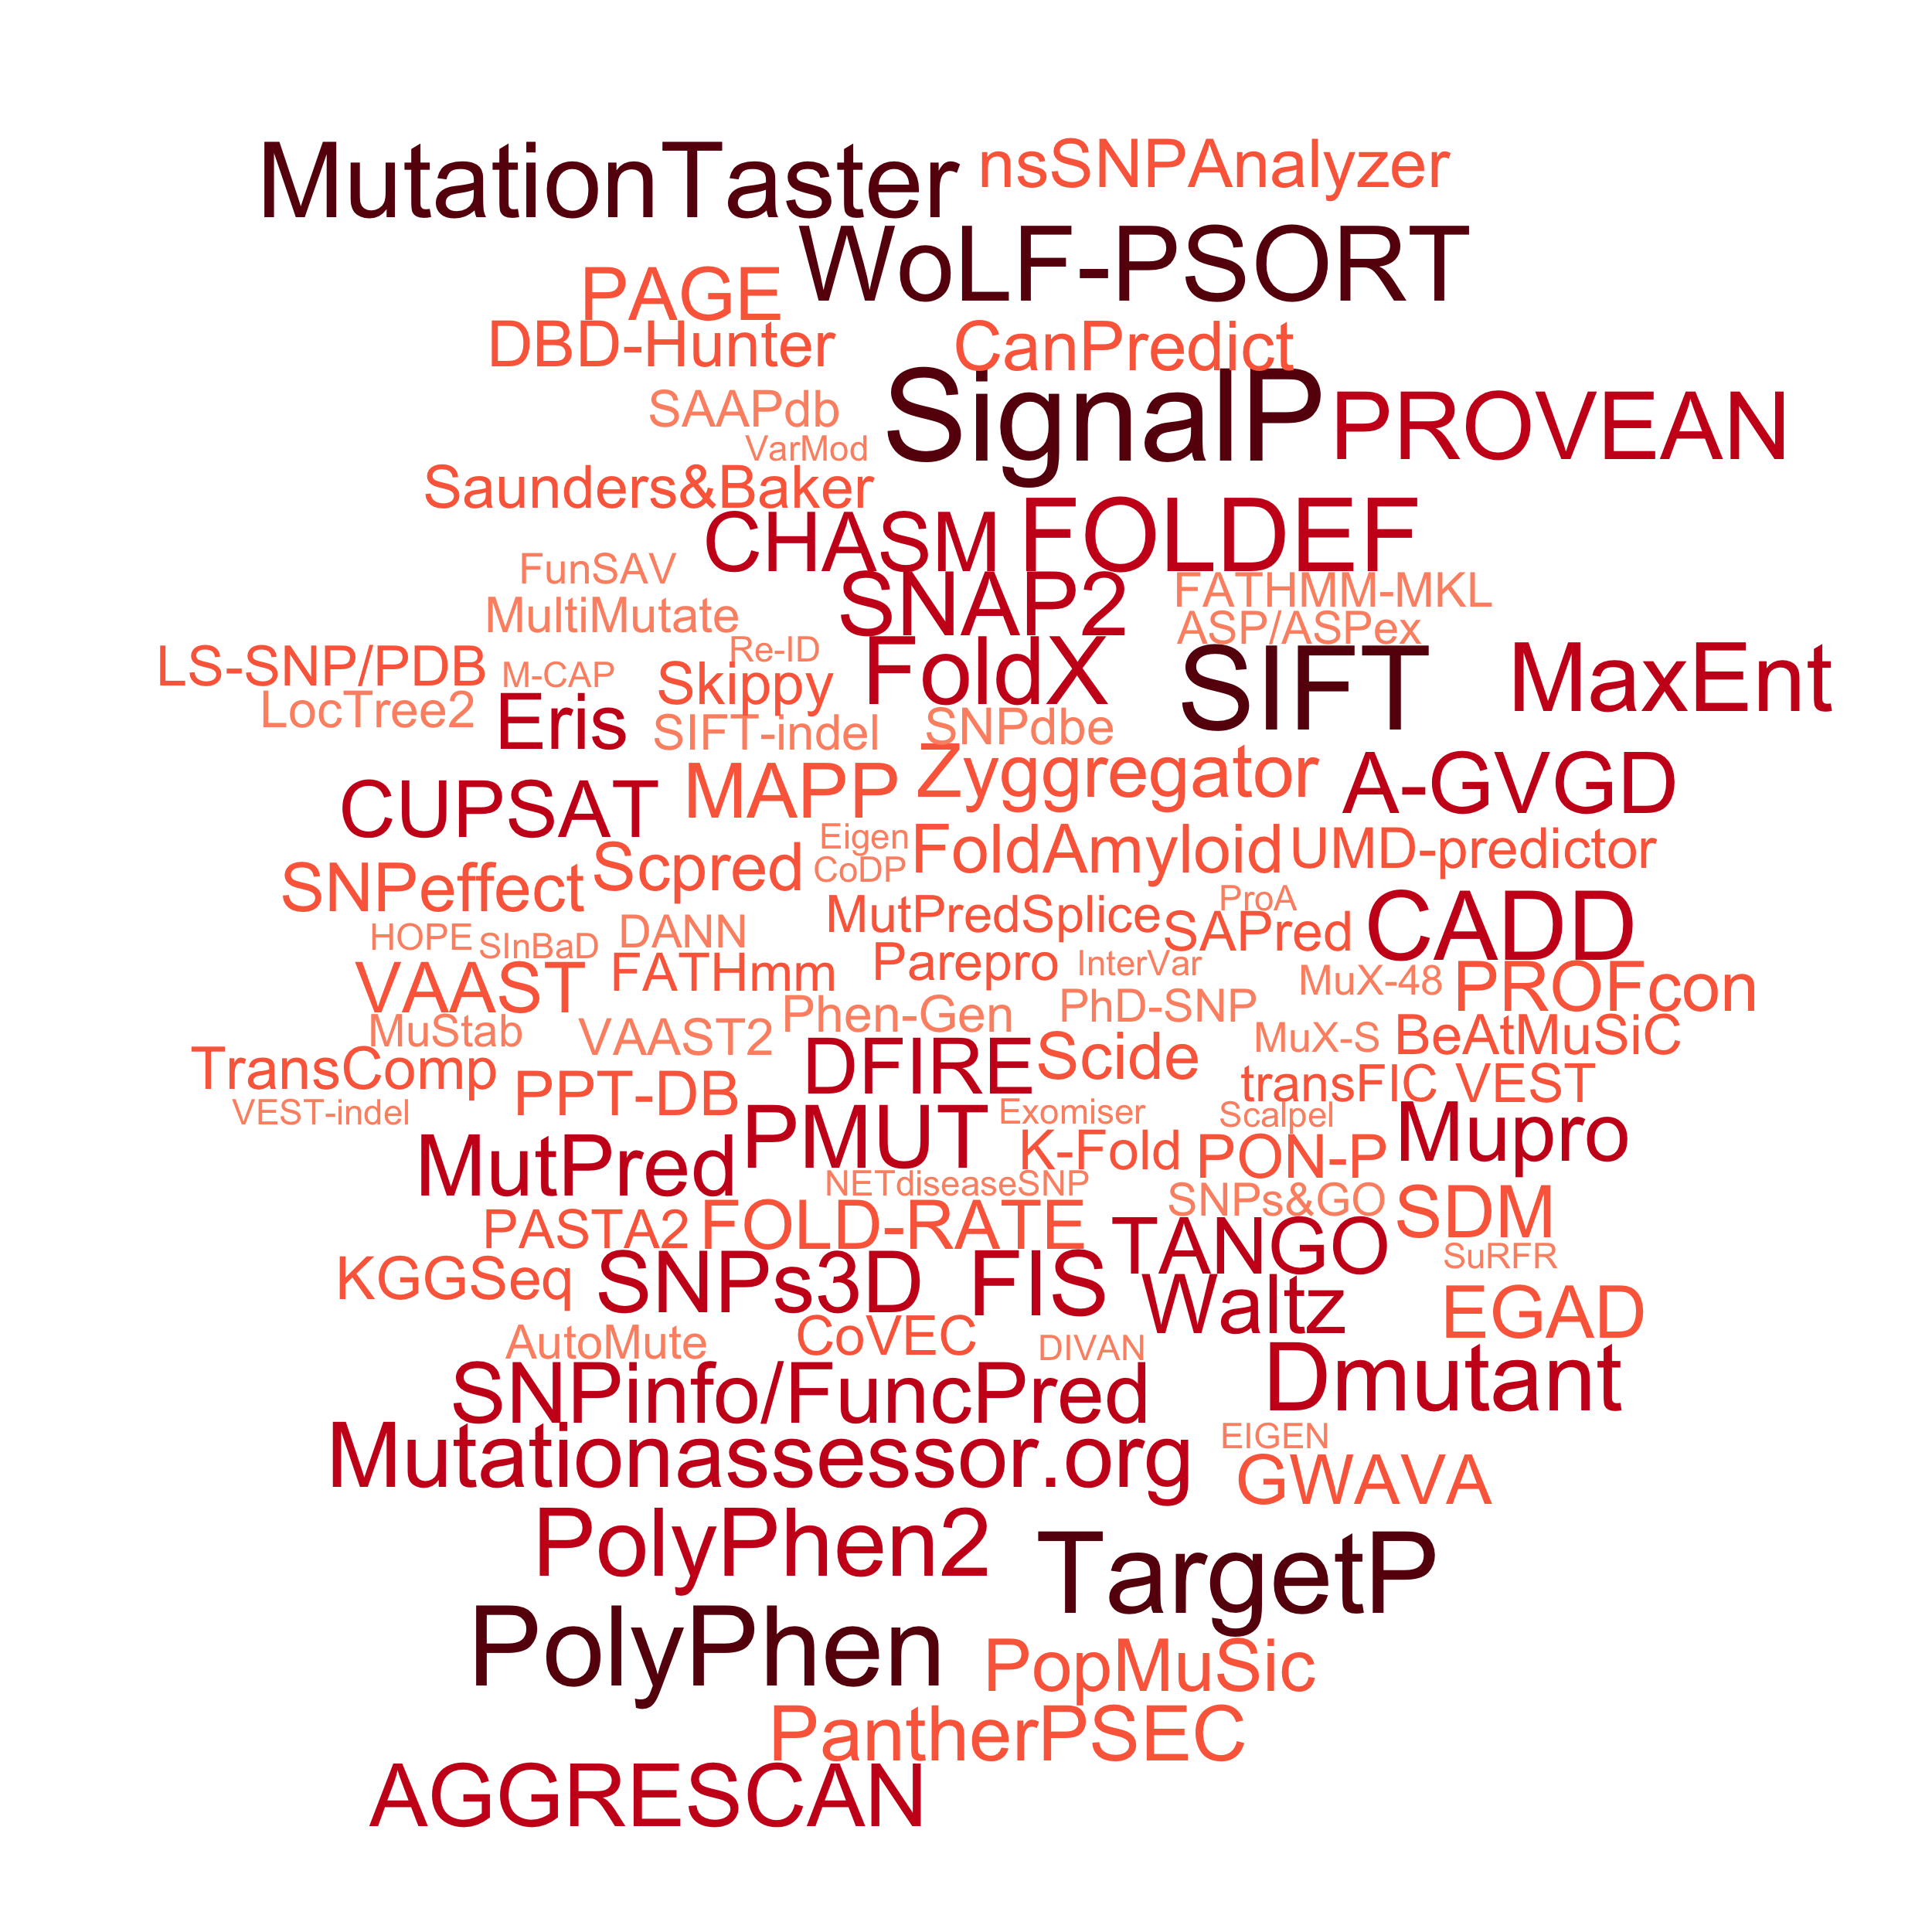 MutationTaster
nsSNPAnalyzer
WoLF-PSORT
PAGE
DBD-Hunter
CanPredict
SAAPdb
SignalP
PROVEAN
VarMod
Saunders&Baker
CHASM
FOLDEF
FunSAV
SNAP2
FATHMM-MKL
MultiMutate
ASP/ASPex
Re-ID
LS-SNP/PDB
M-CAP
Skippy
FoldX
SIFT
MaxEnt
LocTree2
Eris
SIFT-indel
SNPdbe
CUPSAT
MAPP
Zyggregator
A-GVGD
Eigen
FoldAmyloid
UMD-predictor
SNPeffect
Scpred
CoDP
ProA
MutPredSplice
SAPred
CADD
HOPE
SInBaD
DANN
VAAST
FATHmm
Parepro
InterVar
MuX-48
PROFcon
MuStab
VAAST2
Phen-Gen
PhD-SNP
MuX-S
BeAtMuSiC
TransComp
PPT-DB
DFIRE
Scide
transFIC
VEST
VEST-indel
PMUT
Exomiser
Scalpel
Mupro
MutPred
K-Fold
PON-P
NETdiseaseSNP
SNPs&GO
SDM
PASTA2
FOLD-RATE
TANGO
SuRFR
KGGSeq
SNPs3D
FIS
Waltz
EGAD
AutoMute
CoVEC
DIVAN
SNPinfo/FuncPred
Dmutant
Mutationassessor.org
EIGEN
GWAVA
PolyPhen2
TargetP
PolyPhen
PopMuSic
PantherPSEC
AGGRESCAN